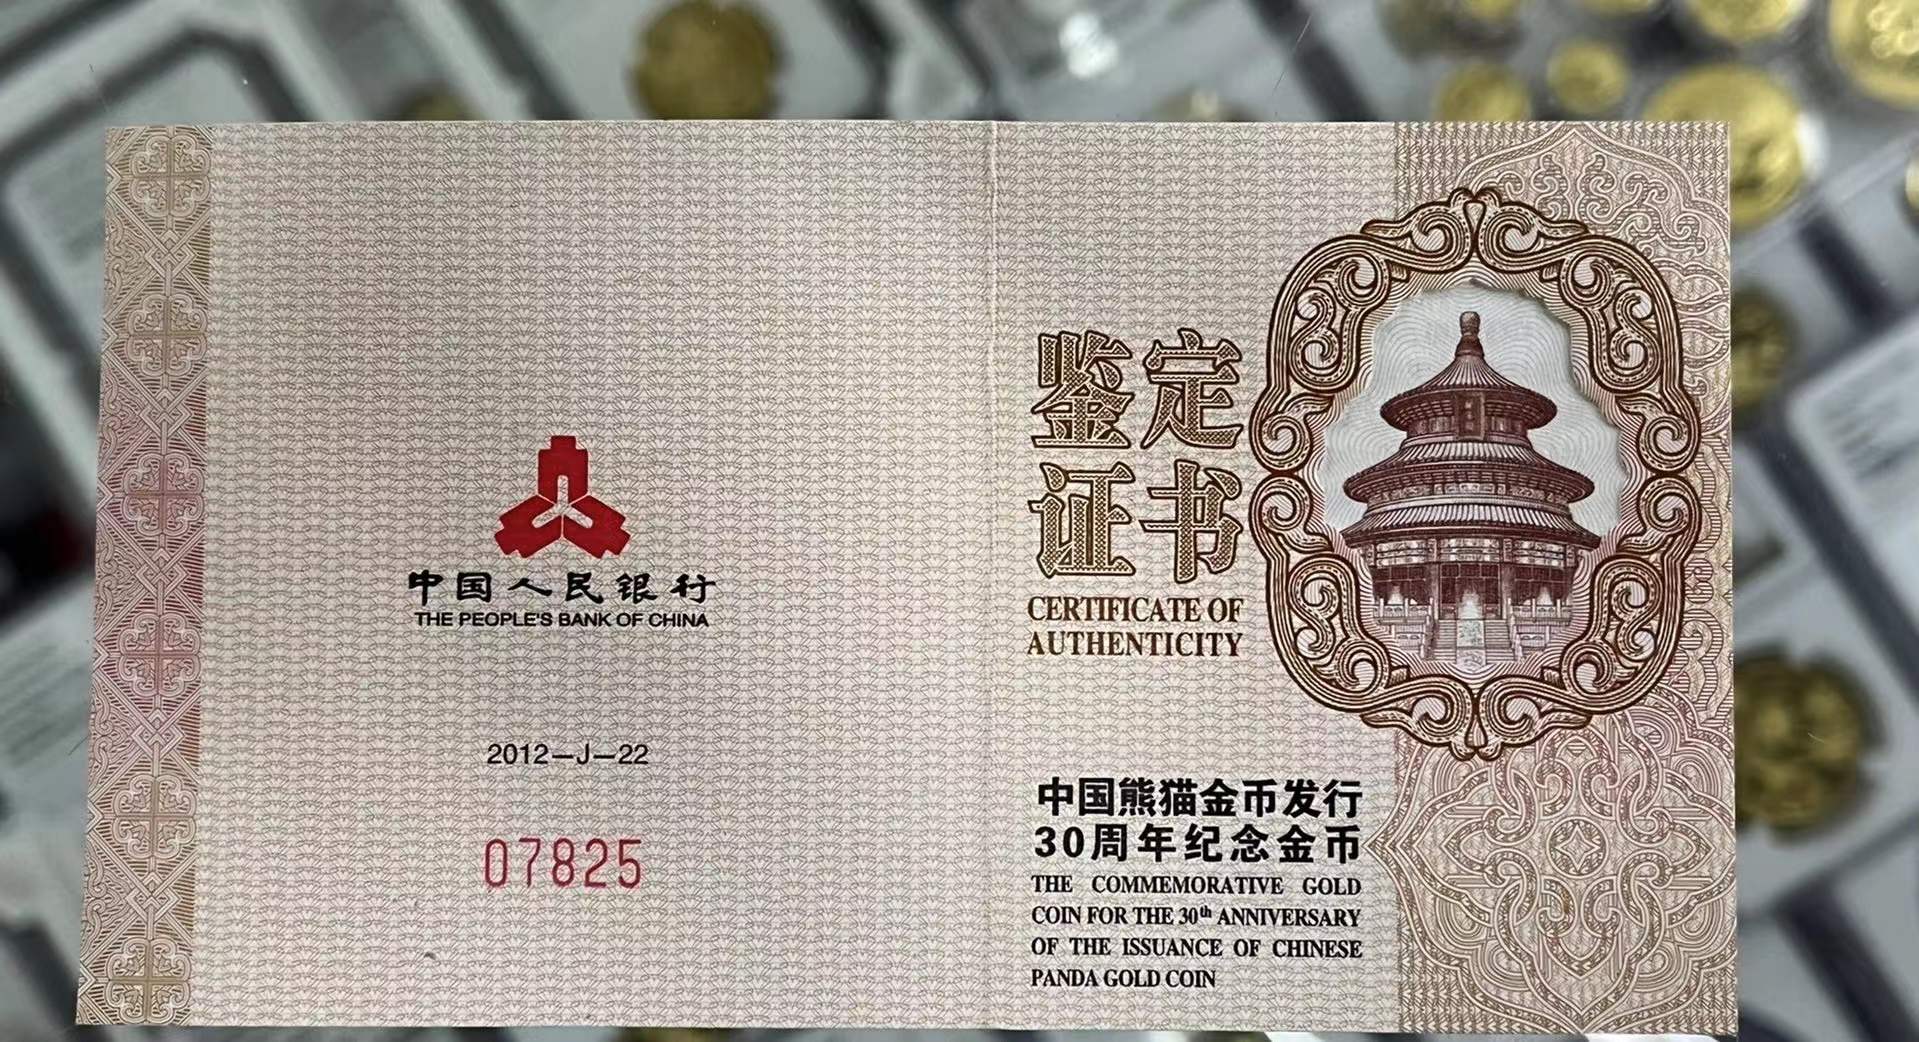 中国人民银行
THE PEOPLE'S BANK OF CHINA
2012—J—22
07825
鉴定
证书
CERTIFICATE OF
AUTHENTICITY
中国熊猫金币发行
30周年纪念金币
THE COMMEMORATIVE GOLD
COIN FOR THE 30th ANNIVERSARY
OF THE ISSUANCE OF CHINESE
PANDA GOLD COIN